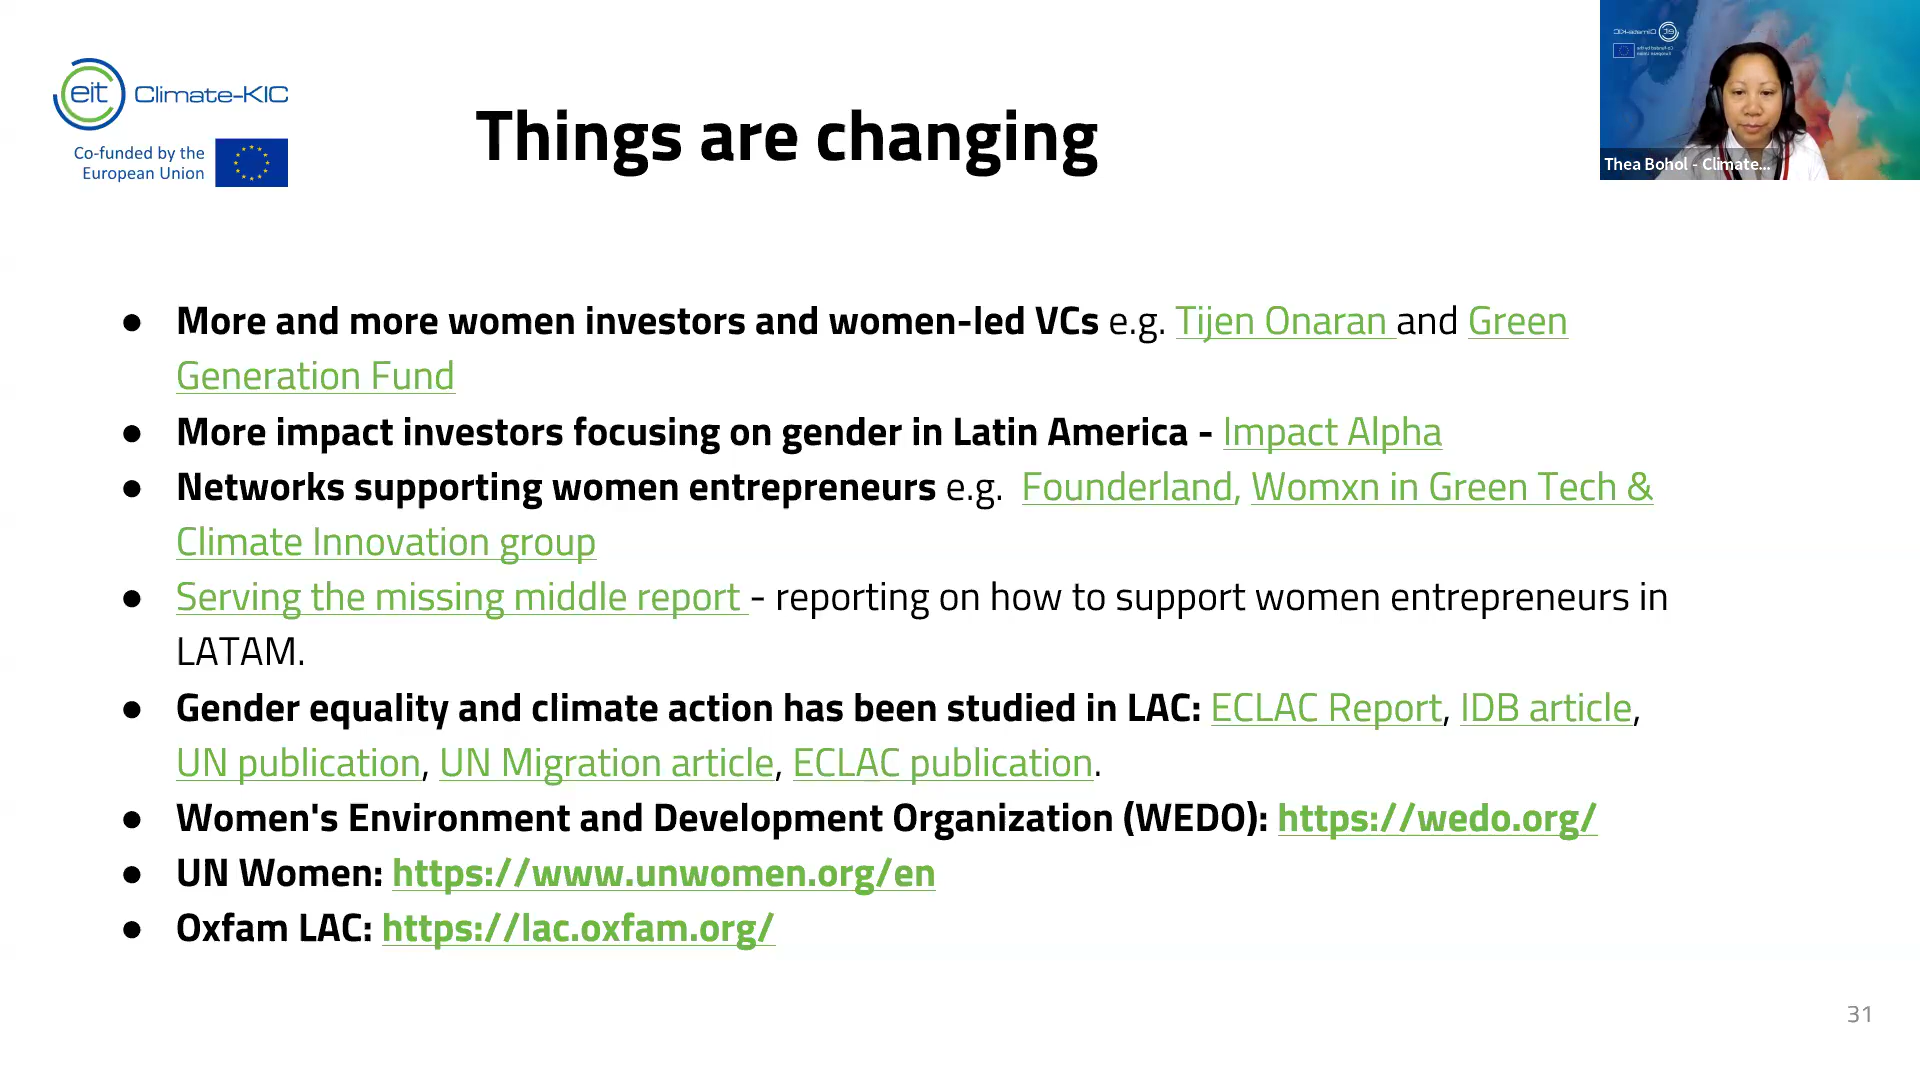 eit Climate-KIC
Co-funded by the
European Union
Things are changing
Thea Bohol - Climate...
● More and more women investors and women-led VCs e.g. Tijen Onaran and Green
Generation Fund
● More impact investors focusing on gender in Latin America - Impact Alpha
● Networks supporting women entrepreneurs e.g. Founderland, Womxn in Green Tech &
Climate Innovation group
● Serving the missing middle report - reporting on how to support women entrepreneurs in
LATAM.
● Gender equality and climate action has been studied in LAC: ECLAC Report, IDB article,
UN publication, UN Migration article, ECLAC publication.
● Women's Environment and Development Organization (WEDO): https://wedo.org/
● UN Women: https://www.unwomen.org/en
● Oxfam LAC: https://lac.oxfam.org/
31